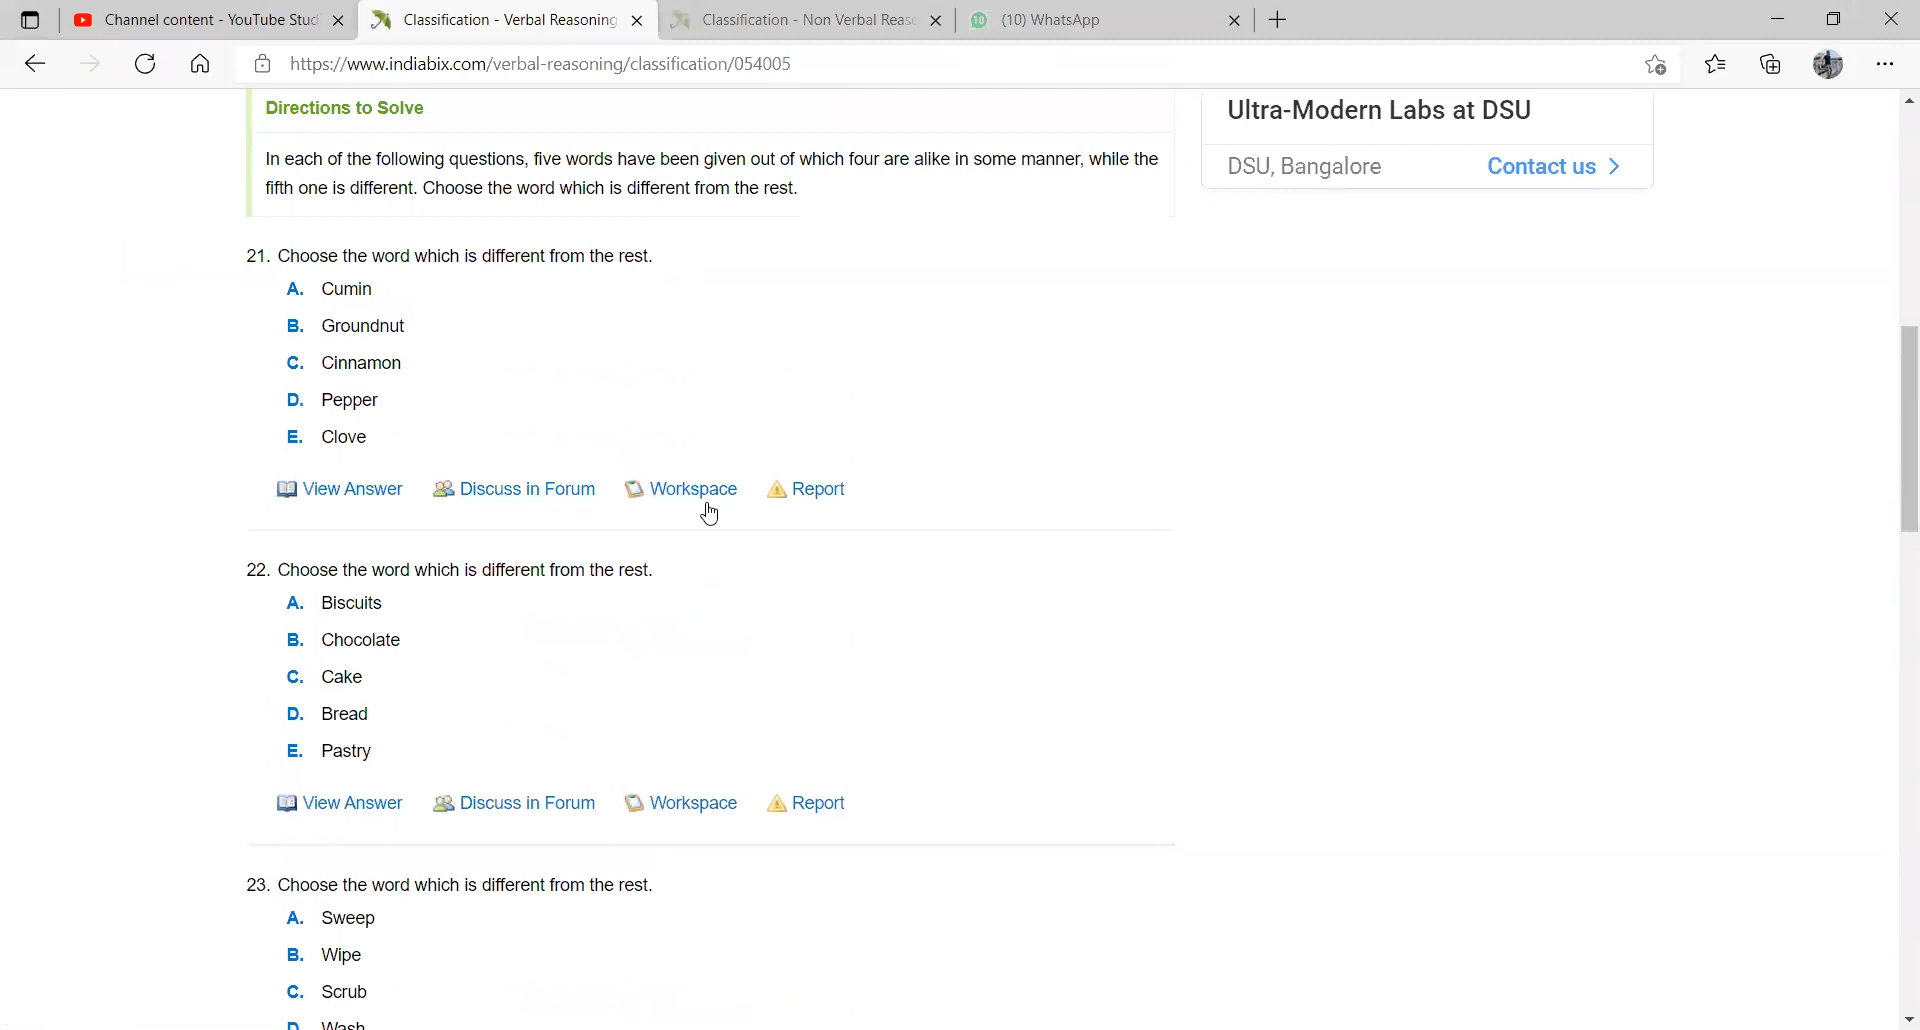 Channel content - YouTube Stud
Classification - Verbal Reasoning
Classification - Non Verbal Reas
10 (10) WhatsApp
https://www.indiabix.com/verbal-reasoning/classification/054005
Directions to Solve
In each of the following questions, five words have been given out of which four are alike in some manner, while the
fifth one is different. Choose the word which is different from the rest.
Ultra-Modern Labs at DSU
DSU, Bangalore Contact us
21. Choose the word which is different from the rest.
A. Cumin
B. Groundnut
C. Cinnamon
D. Pepper
E. Clove
View Answer Discuss in Forum Workspace Report
22. Choose the word which is different from the rest.
A. Biscuits
B. Chocolate
C. Cake
D. Bread
E. Pastry
View Answer Discuss in Forum Workspace Report
23. Choose the word which is different from the rest.
A. Sweep
B. Wipe
C. Scrub
D. Wash